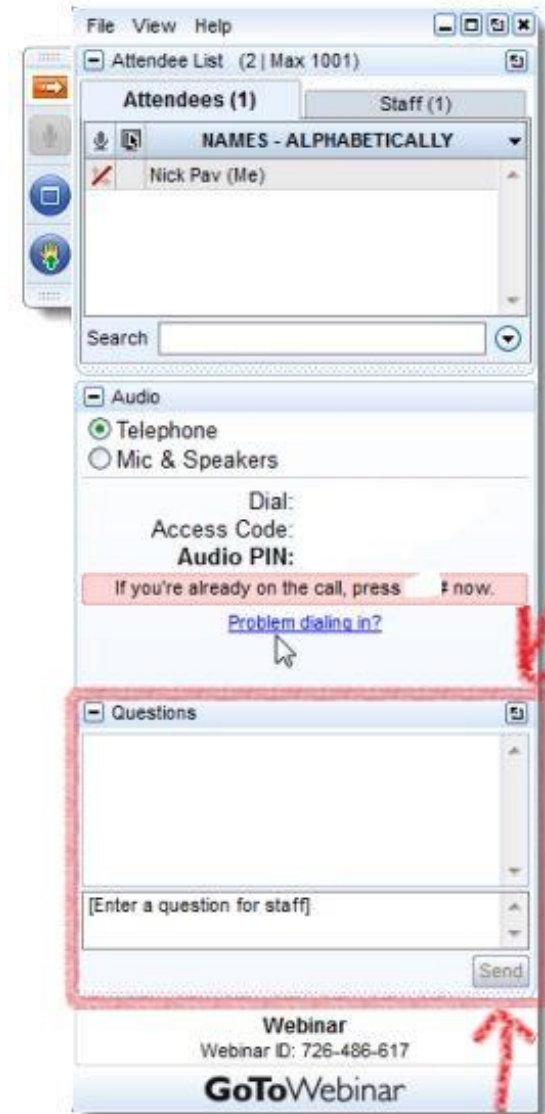 File View Help
Attendee List (2 | Max 1001)
Attendees (1) Staff (1)
NAMES - ALPHABETICALLY
Nick Pav (Me)
Search
Audio
Telephone
Mic & Speakers
Dial:
Access Code:
Audio PIN:
If you're already on the call, press # now.
Problem dialing in?
Questions
[Enter a question for staff]
Send
Webinar
Webinar ID: 726-486-617
GoToWebinar